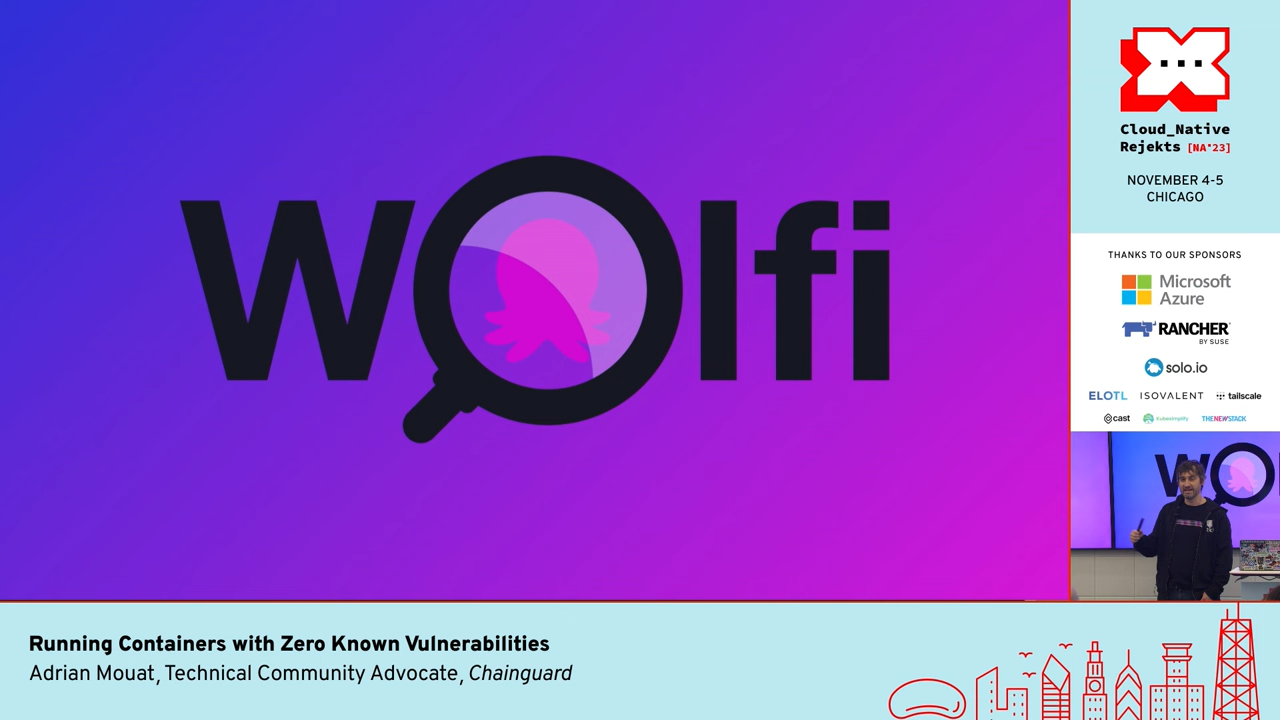 Wolfi
Cloud_Native
Rejekts [NA'23]
NOVEMBER 4-5
CHICAGO
THANKS TO OUR SPONSORS
Microsoft
Azure
RANCHER
BY SUSE
solo.io
ELOTL ISOVALENT tailscale
cast kubesimplify THENEWSTACK
Running Containers with Zero Known Vulnerabilities
Adrian Mouat, Technical Community Advocate, Chainguard